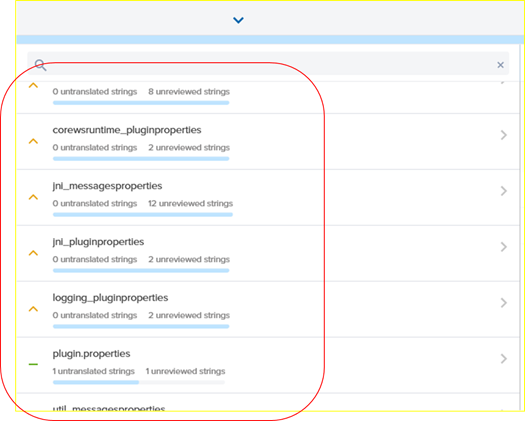 0 untranslated strings 8 unreviewed strings
corewsruntime_pluginproperties
0 untranslated strings 2 unreviewed strings
jni_messagesproperties
0 untranslated strings 12 unreviewed strings
jni_pluginproperties
0 untranslated strings 2 unreviewed strings
logging_pluginproperties
0 untranslated strings 2 unreviewed strings
plugin.properties
1 untranslated strings 1 unreviewed strings
util_messagesproperties